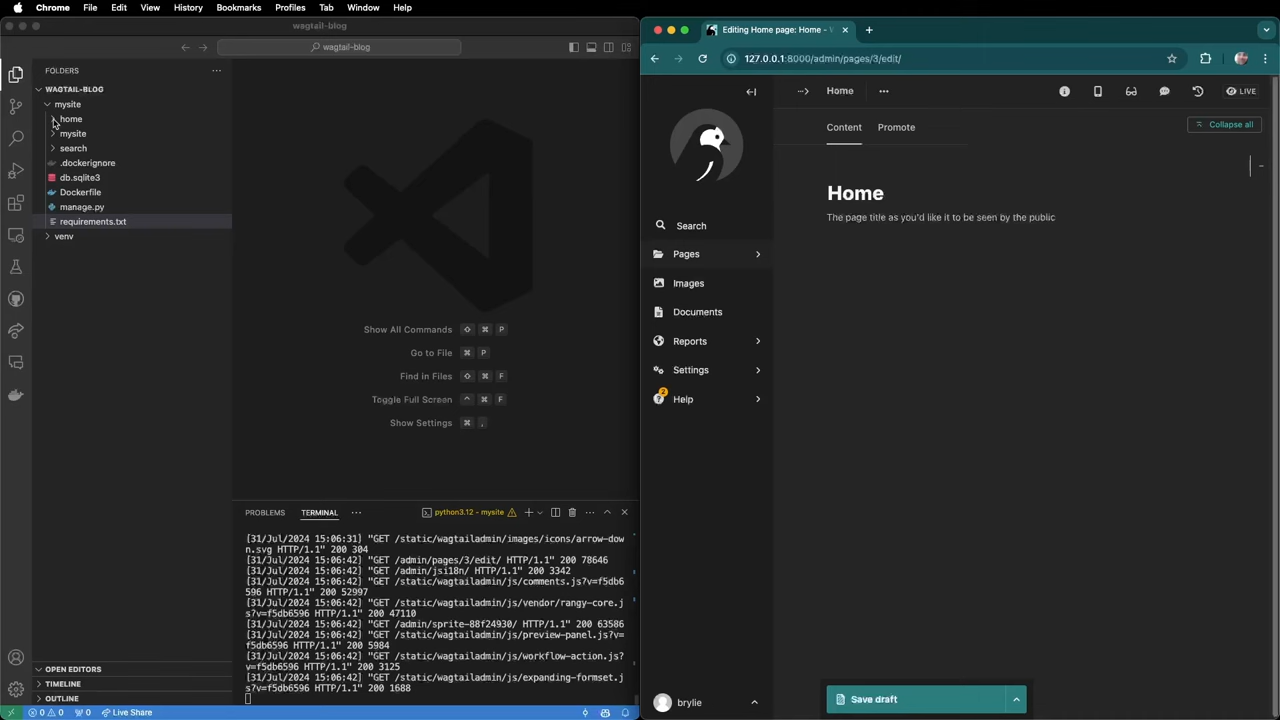 Chrome File Edit View History Bookmarks Profiles Tab Window Help
wagtail-blog
wagtail-blog
FOLDERS
WAGTAIL-BLOG
mysite
home
mysite
search
.dockerignore
db.sqlite3
Dockerfile
manage.py
requirements.txt
venv
Show All Commands ⇧ ⌘ P
Go to File ⌘ P
Find in Files ⇧ ⌘ F
Toggle Full Screen ^ ⌘ F
Show Settings ⌘ ,
PROBLEMS TERMINAL python3.12 - mysite
[31/Jul/2024 15:06:31] "GET /static/wagtailadmin/images/icons/arrow-dow
n.svg HTTP/1.1" 200 304
[31/Jul/2024 15:06:42] "GET /admin/pages/3/edit/ HTTP/1.1" 200 78646
[31/Jul/2024 15:06:42] "GET /admin/jsi18n/ HTTP/1.1" 200 3342
[31/Jul/2024 15:06:42] "GET /static/wagtailadmin/js/comments.js?v=f5db6
596 HTTP/1.1" 200 52997
[31/Jul/2024 15:06:42] "GET /static/wagtailadmin/js/vendor/rangy-core.j
s?v=f5db6596 HTTP/1.1" 200 47110
[31/Jul/2024 15:06:42] "GET /admin/sprite-88f24930/ HTTP/1.1" 200 63586
[31/Jul/2024 15:06:42] "GET /static/wagtailadmin/js/preview-panel.js?v=
f5db6596 HTTP/1.1" 200 5984
[31/Jul/2024 15:06:42] "GET /static/wagtailadmin/js/workflow-action.js?
v=f5db6596 HTTP/1.1" 200 3125
[31/Jul/2024 15:06:42] "GET /static/wagtailadmin/js/expanding-formset.j
s?v=f5db6596 HTTP/1.1" 200 1688
OPEN EDITORS
TIMELINE
OUTLINE
0 0 0 Live Share
Editing Home page: Home - W
127.0.0.1:8000/admin/pages/3/edit/
Home
LIVE
Content Promote
Collapse all
Home
The page title as you'd like it to be seen by the public
Search
Pages
Images
Documents
Reports
Settings
2
Help
brylie
Save draft